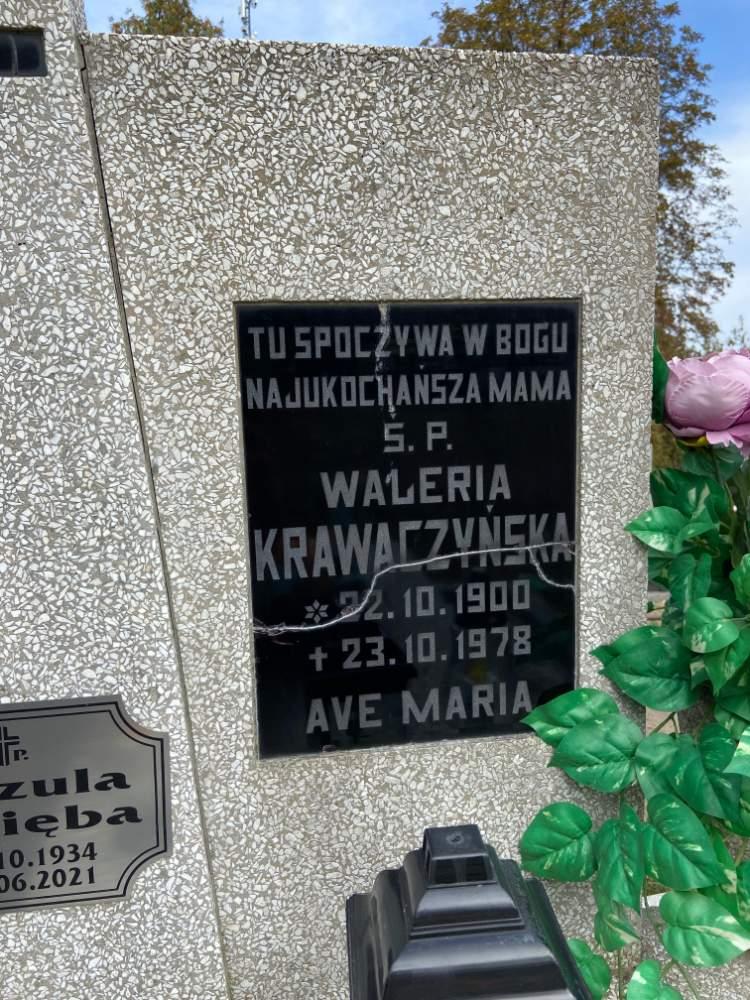 TU SPOCZYWA W BOGU
NAJUKOCHAŃSZA MAMA
Ś. P.
WALERIA
KRAWACZYŃSKA
22.10.1900
+ 23.10.1978
AVE MARIA
P.
zula
ięba
10.1934
06.2021